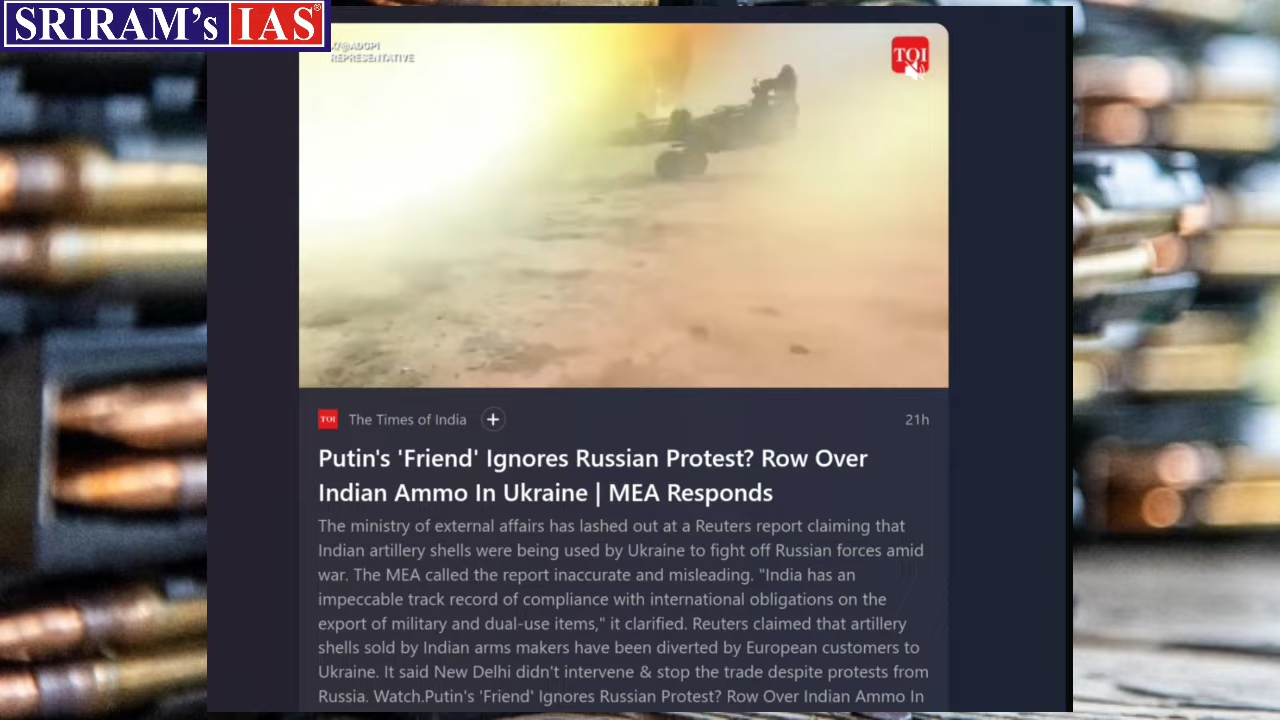 SRIRAM's IAS®
X/@ADGPI
REPRESENTATIVE
TOI
TOI The Times of India + 21h
Putin's 'Friend' Ignores Russian Protest? Row Over
Indian Ammo In Ukraine | MEA Responds
The ministry of external affairs has lashed out at a Reuters report claiming that
Indian artillery shells were being used by Ukraine to fight off Russian forces amid
war. The MEA called the report inaccurate and misleading. "India has an
impeccable track record of compliance with international obligations on the
export of military and dual-use items," it clarified. Reuters claimed that artillery
shells sold by Indian arms makers have been diverted by European customers to
Ukraine. It said New Delhi didn't intervene & stop the trade despite protests from
Russia. Watch.Putin's 'Friend' Ignores Russian Protest? Row Over Indian Ammo In